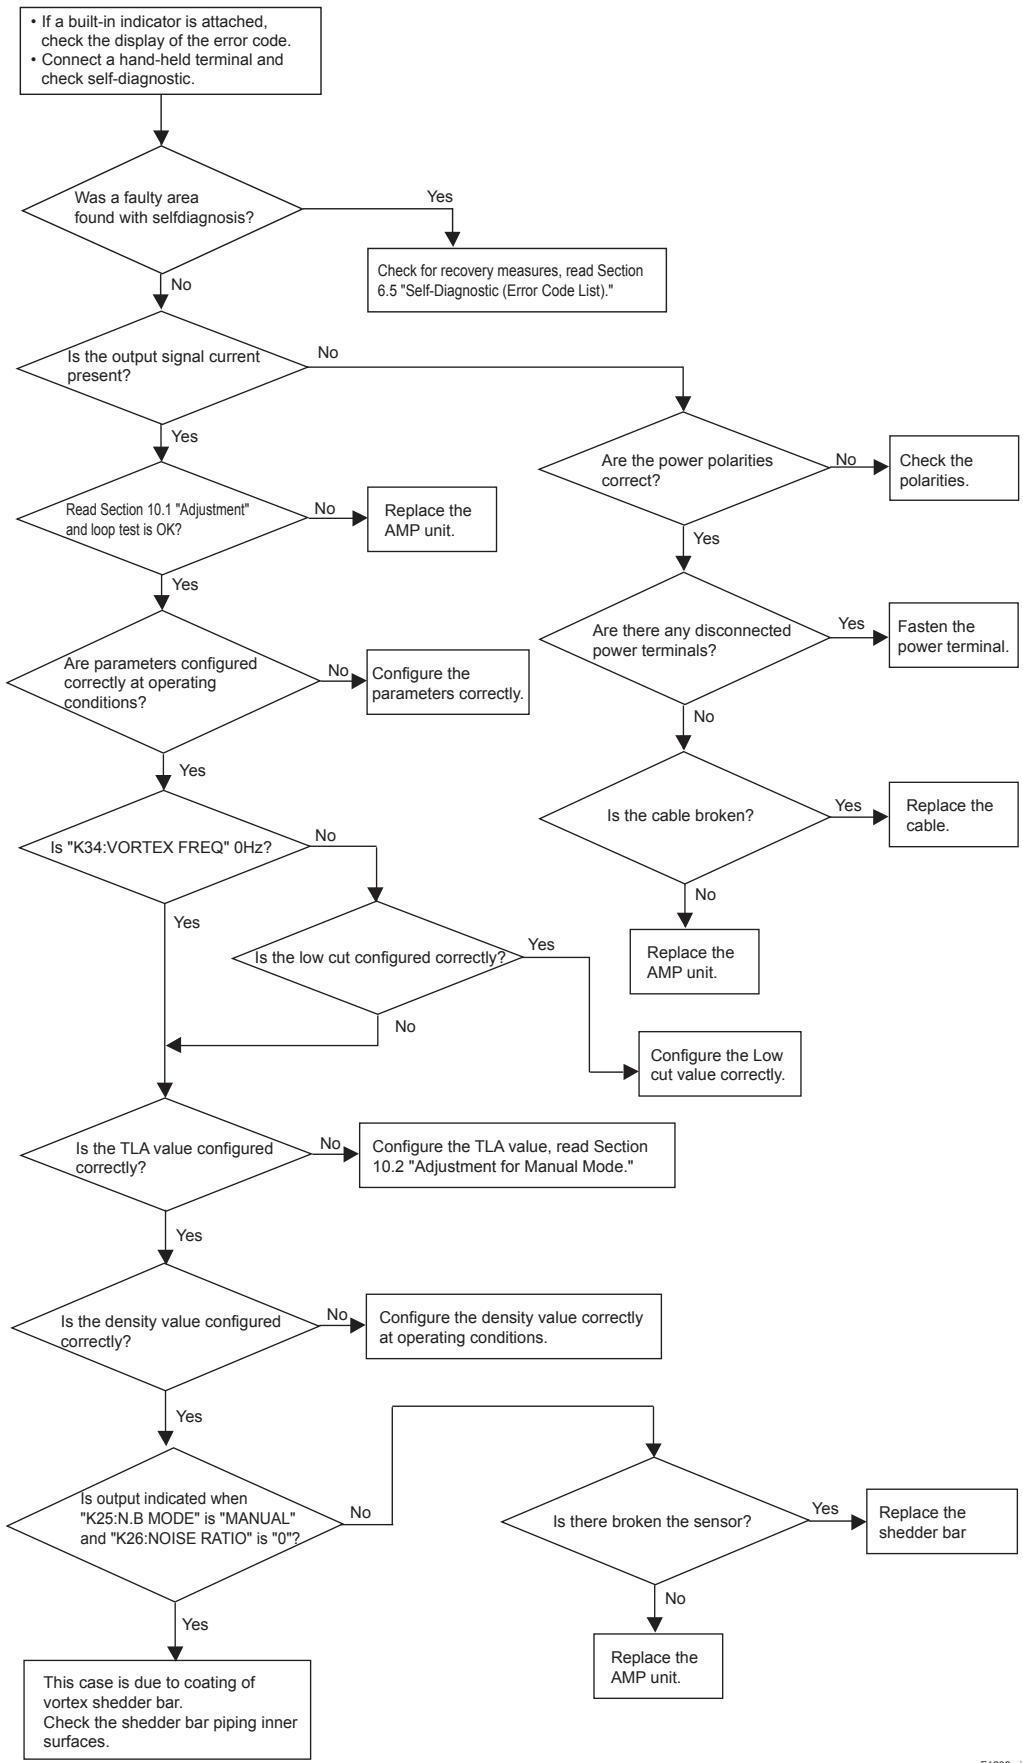 • If a built-in indicator is attached,
check the display of the error code.
• Connect a hand-held terminal and
check self-diagnostic.
Was a faulty area
found with selfdiagnosis?
Yes
Check for recovery measures, read Section
6.5 "Self-Diagnostic (Error Code List)."
No
Is the output signal current
present?
No
Yes
Are the power polarities
correct?
No
Check the
polarities.
Read Section 10.1 "Adjustment"
and loop test is OK?
No
Replace the
AMP unit.
Yes
Yes
Are there any disconnected
power terminals?
Yes
Fasten the
power terminal.
Are parameters configured
correctly at operating
conditions?
No
Configure the
parameters correctly.
No
Yes
Is the cable broken?
Yes
Replace the
cable.
Is "K34:VORTEX FREQ" 0Hz?
No
No
Yes
Replace the
AMP unit.
Is the low cut configured correctly?
Yes
No
Configure the Low
cut value correctly.
Is the TLA value configured
correctly?
No
Configure the TLA value, read Section
10.2 "Adjustment for Manual Mode."
Yes
Is the density value configured
correctly?
No
Configure the density value correctly
at operating conditions.
Yes
Is output indicated when
"K25:N.B MODE" is "MANUAL"
and "K26:NOISE RATIO" is "0"?
No
Is there broken the sensor?
Yes
Replace the
shedder bar
No
Yes
Replace the
AMP unit.
This case is due to coating of
vortex shedder bar.
Check the shedder bar piping inner
surfaces.